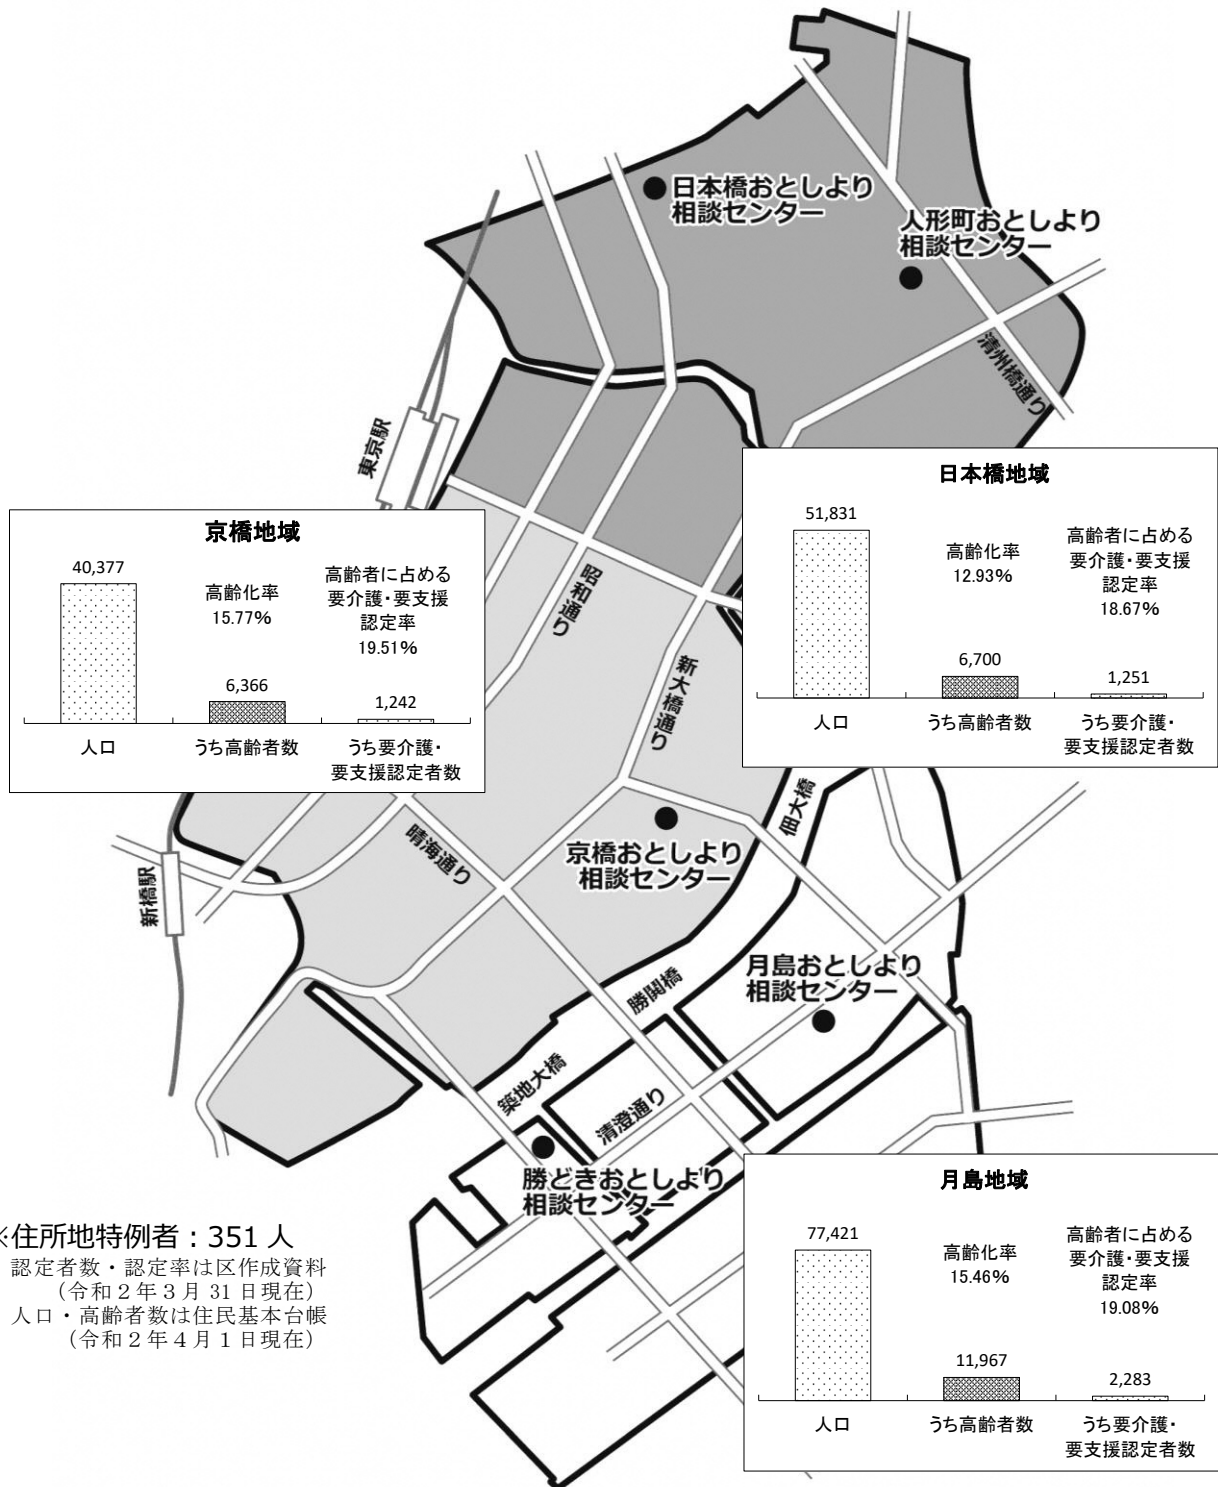 日本橋おとしより
相談センター
人形町おとしより
相談センター
清州橋通り
東京駅
日本橋地域
51,831
高齢化率
12.93%
高齢者に占める
要介護・要支援
認定率
18.67%
6,700
1,251
人口
うち高齢者数
うち要介護・
要支援認定者数
京橋地域
40,377
高齢化率
15.77%
高齢者に占める
要介護・要支援
認定率
19.51%
6,366
1,242
人口
うち高齢者数
うち要介護・
要支援認定者数
昭和通り
新大橋通り
佃大橋
晴海通り
新橋駅
京橋おとしより
相談センター
月島おとしより
相談センター
勝鬨橋
築地大橋
清澄通り
勝どきおとしより
相談センター
月島地域
77,421
高齢化率
15.46%
高齢者に占める
要介護・要支援
認定率
19.08%
11,967
2,283
人口
うち高齢者数
うち要介護・
要支援認定者数
※住所地特例者：351 人
認定者数・認定率は区作成資料
（令和２年３月 31 日現在）
人口・高齢者数は住民基本台帳
（令和２年４月１日現在）